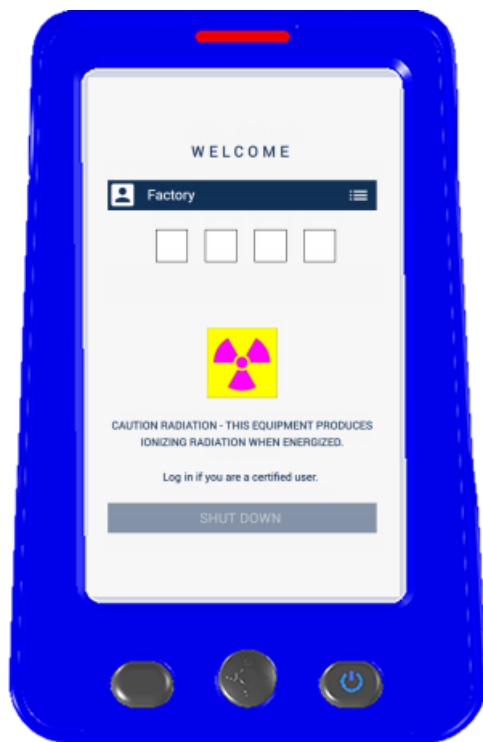 WELCOME
Factory
CAUTION RADIATION - THIS EQUIPMENT PRODUCES
IONIZING RADIATION WHEN ENERGIZED.
Log in if you are a certified user.
SHUT DOWN